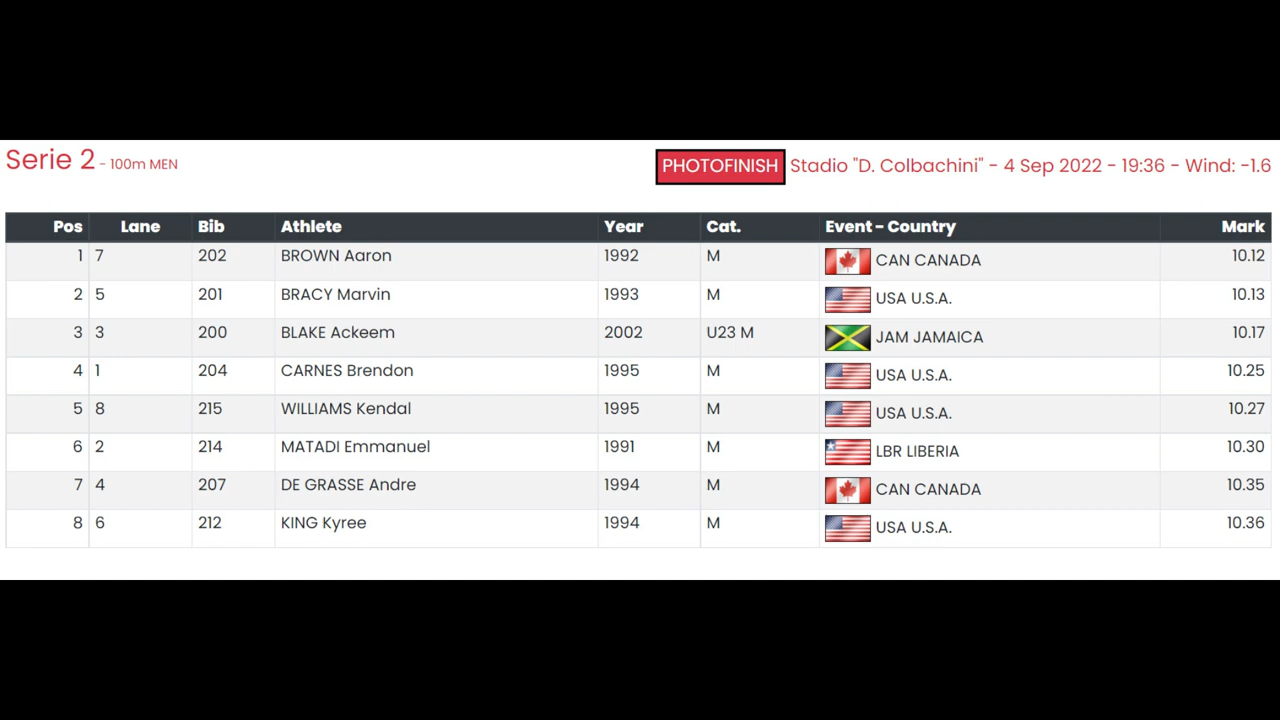 Serie 2 - 100m MEN
PHOTOFINISH Stadio "D. Colbachini" - 4 Sep 2022 - 19:36 - Wind: -1.6
Pos Lane Bib Athlete Year Cat. Event - Country Mark
1 7 202 BROWN Aaron 1992 M CAN CANADA 10.12
2 5 201 BRACY Marvin 1993 M USA U.S.A. 10.13
3 3 200 BLAKE Ackeem 2002 U23 M JAM JAMAICA 10.17
4 1 204 CARNES Brendon 1995 M USA U.S.A. 10.25
5 8 215 WILLIAMS Kendal 1995 M USA U.S.A. 10.27
6 2 214 MATADI Emmanuel 1991 M LBR LIBERIA 10.30
7 4 207 DE GRASSE Andre 1994 M CAN CANADA 10.35
8 6 212 KING Kyree 1994 M USA U.S.A. 10.36